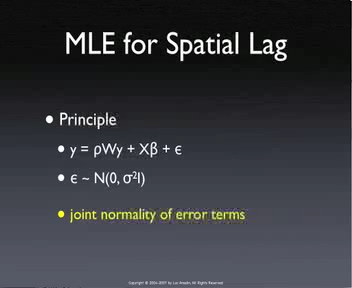 MLE for Spatial Lag
• Principle
• y = ρWy + Xβ + ϵ
• ϵ ~ N(0, σ²I)
• joint normality of error terms
Copyright © 2004-2007 by Luc Anselin, All Rights Reserved